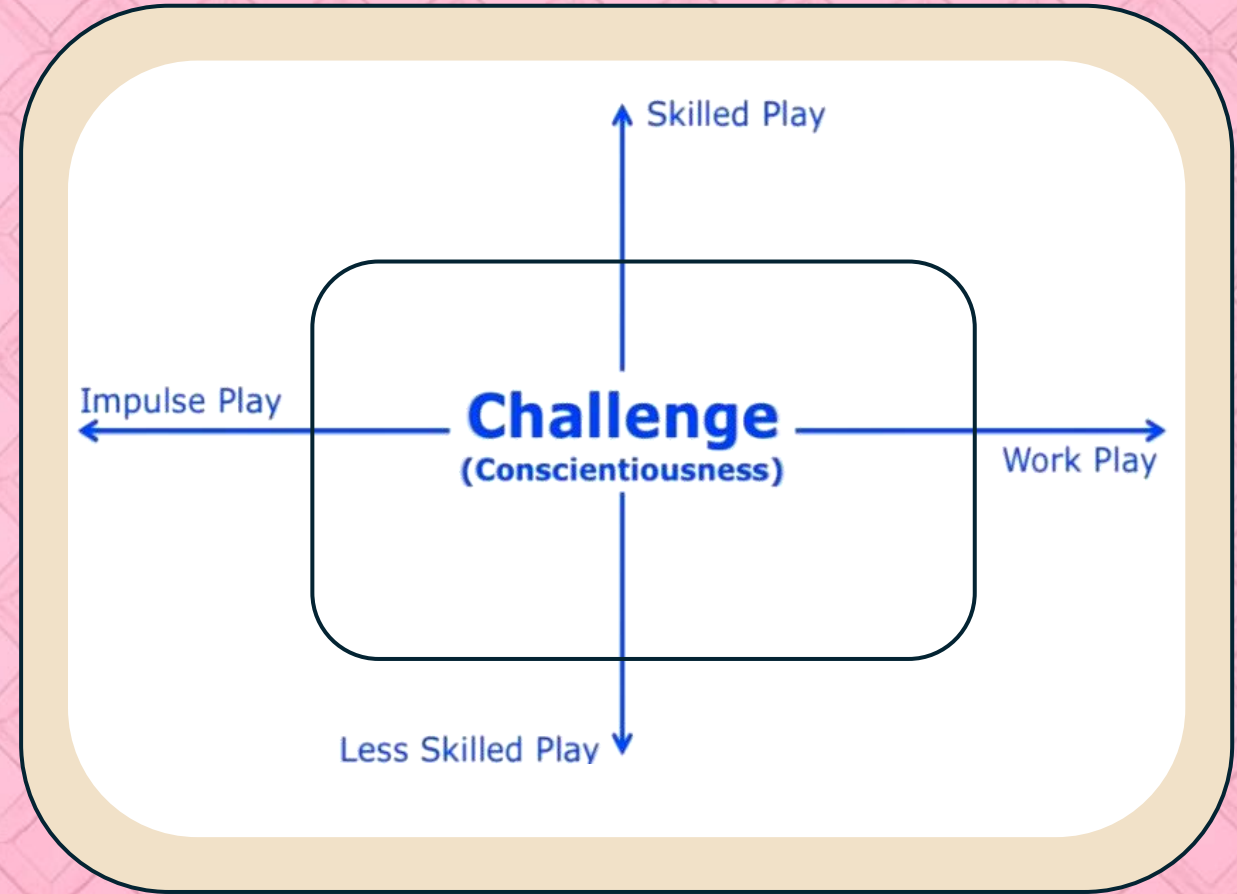 Skilled Play
Impulse Play
Challenge
(Conscientiousness)
Work Play
Less Skilled Play